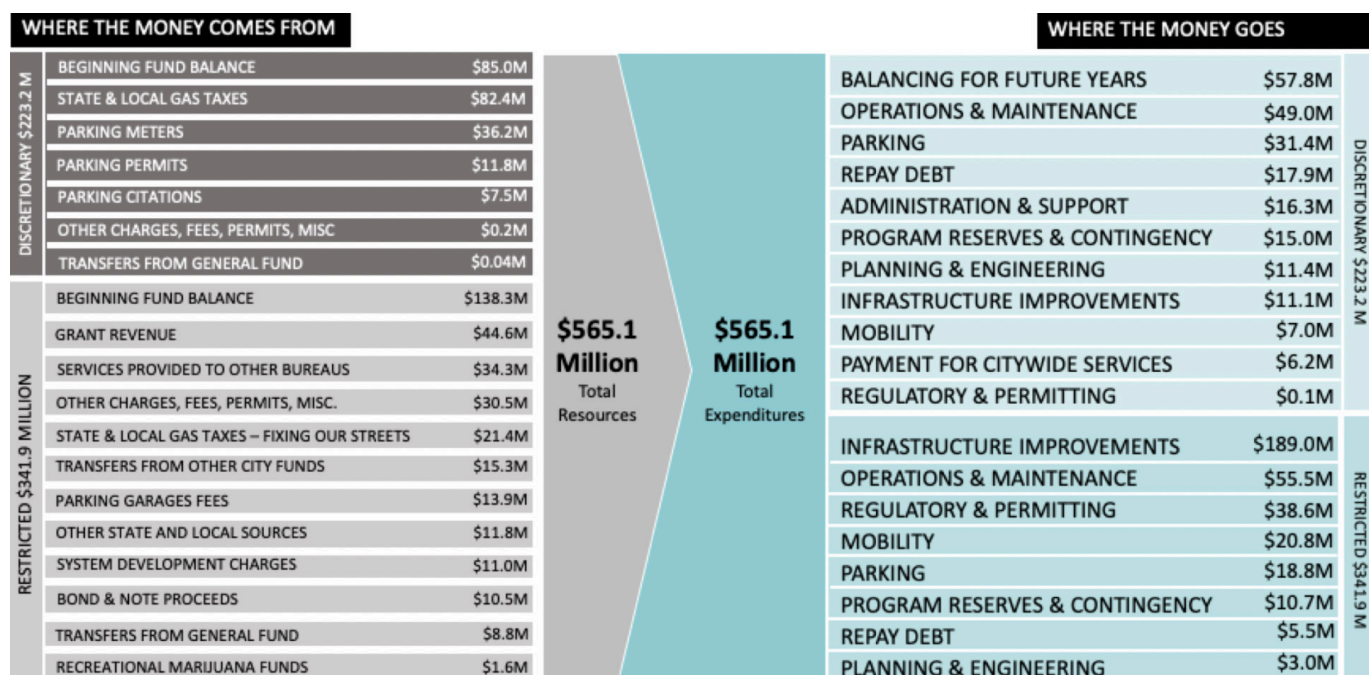 WHERE THE MONEY COMES FROM
DISCRETIONARY $223.2 M
BEGINNING FUND BALANCE $85.0M
STATE & LOCAL GAS TAXES $82.4M
PARKING METERS $36.2M
PARKING PERMITS $11.8M
PARKING CITATIONS $7.5M
OTHER CHARGES, FEES, PERMITS, MISC $0.2M
TRANSFERS FROM GENERAL FUND $0.04M
RESTRICTED $341.9 MILLION
BEGINNING FUND BALANCE $138.3M
GRANT REVENUE $44.6M
SERVICES PROVIDED TO OTHER BUREAUS $34.3M
OTHER CHARGES, FEES, PERMITS, MISC. $30.5M
STATE & LOCAL GAS TAXES – FIXING OUR STREETS $21.4M
TRANSFERS FROM OTHER CITY FUNDS $15.3M
PARKING GARAGES FEES $13.9M
OTHER STATE AND LOCAL SOURCES $11.8M
SYSTEM DEVELOPMENT CHARGES $11.0M
BOND & NOTE PROCEEDS $10.5M
TRANSFERS FROM GENERAL FUND $8.8M
RECREATIONAL MARIJUANA FUNDS $1.6M
$565.1
Million
Total
Resources
$565.1
Million
Total
Expenditures
WHERE THE MONEY GOES
BALANCING FOR FUTURE YEARS $57.8M
OPERATIONS & MAINTENANCE $49.0M
PARKING $31.4M
REPAY DEBT $17.9M
ADMINISTRATION & SUPPORT $16.3M
PROGRAM RESERVES & CONTINGENCY $15.0M
PLANNING & ENGINEERING $11.4M
INFRASTRUCTURE IMPROVEMENTS $11.1M
MOBILITY $7.0M
PAYMENT FOR CITYWIDE SERVICES $6.2M
REGULATORY & PERMITTING $0.1M
DISCRETIONARY $223.2 M
INFRASTRUCTURE IMPROVEMENTS $189.0M
OPERATIONS & MAINTENANCE $55.5M
REGULATORY & PERMITTING $38.6M
MOBILITY $20.8M
PARKING $18.8M
PROGRAM RESERVES & CONTINGENCY $10.7M
REPAY DEBT $5.5M
PLANNING & ENGINEERING $3.0M
RESTRICTED $341.9 M